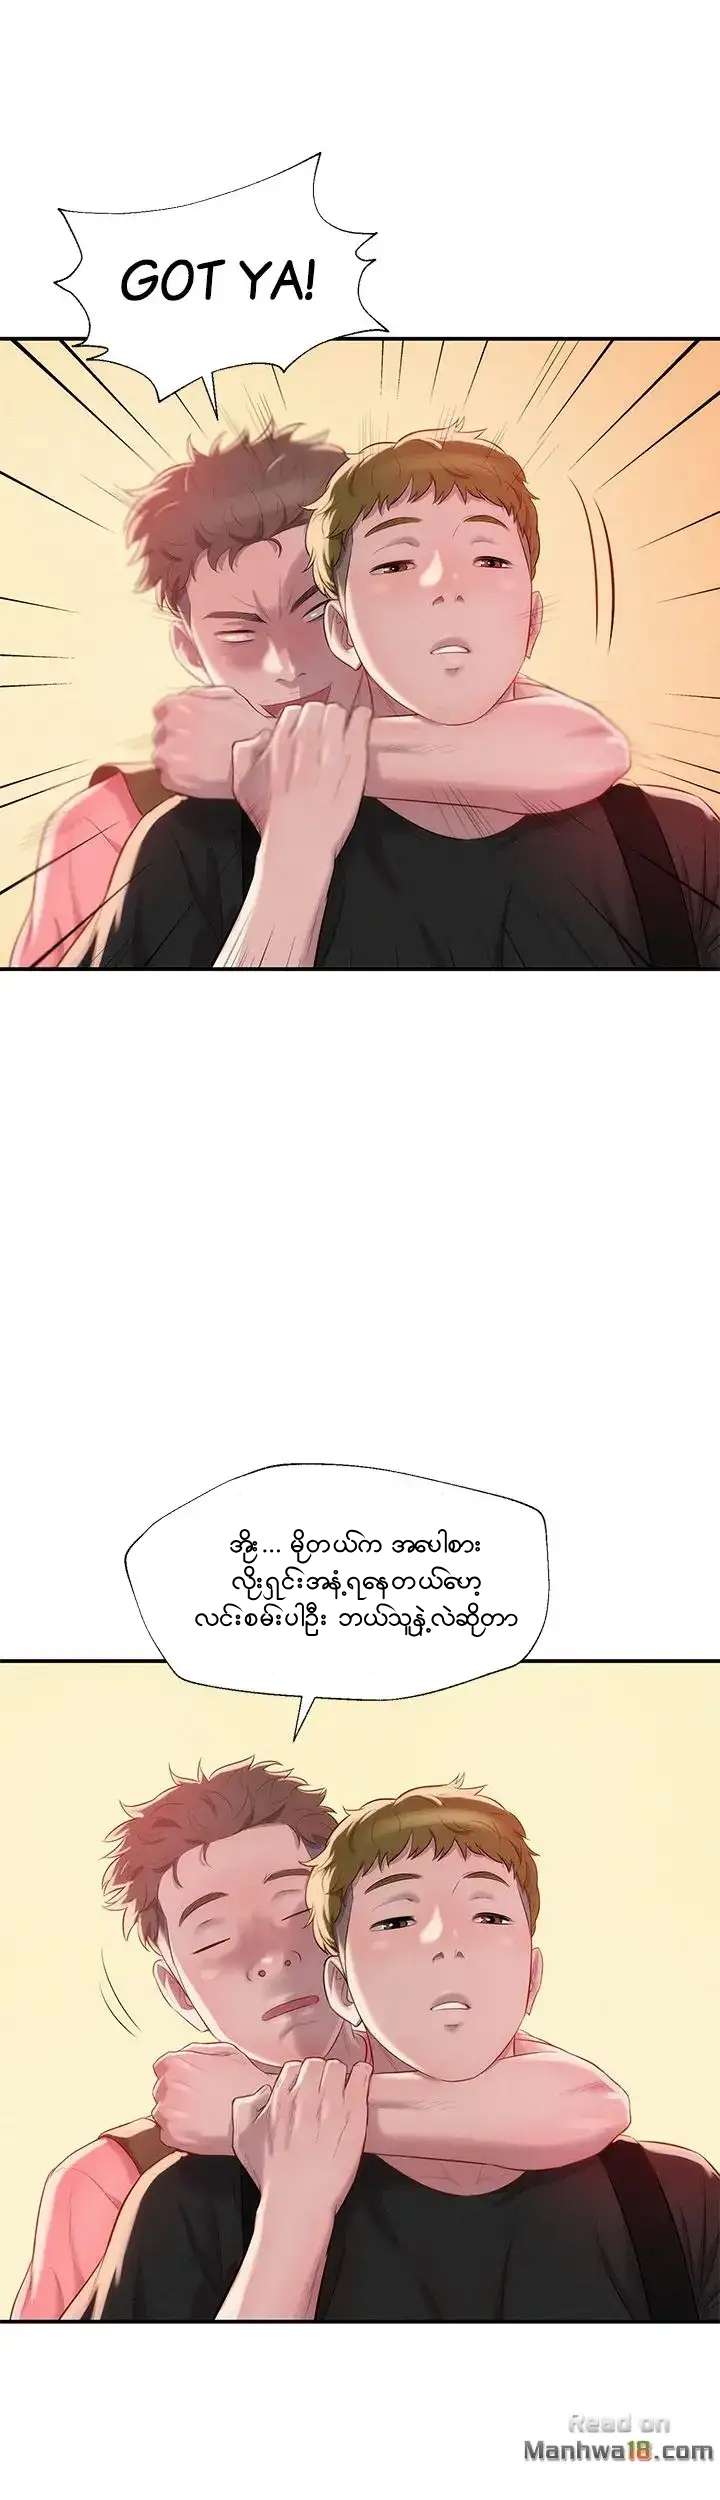 GOT YA!
အိုး... မိုတယ်က အပေါစား
လိုးရှင်းအနံ့ရနေတယ်ဟေ့
လင်းစမ်းပါဦး ဘယ်သူနဲ့လဲဆိုတာ
Read on
Manhwa18.com